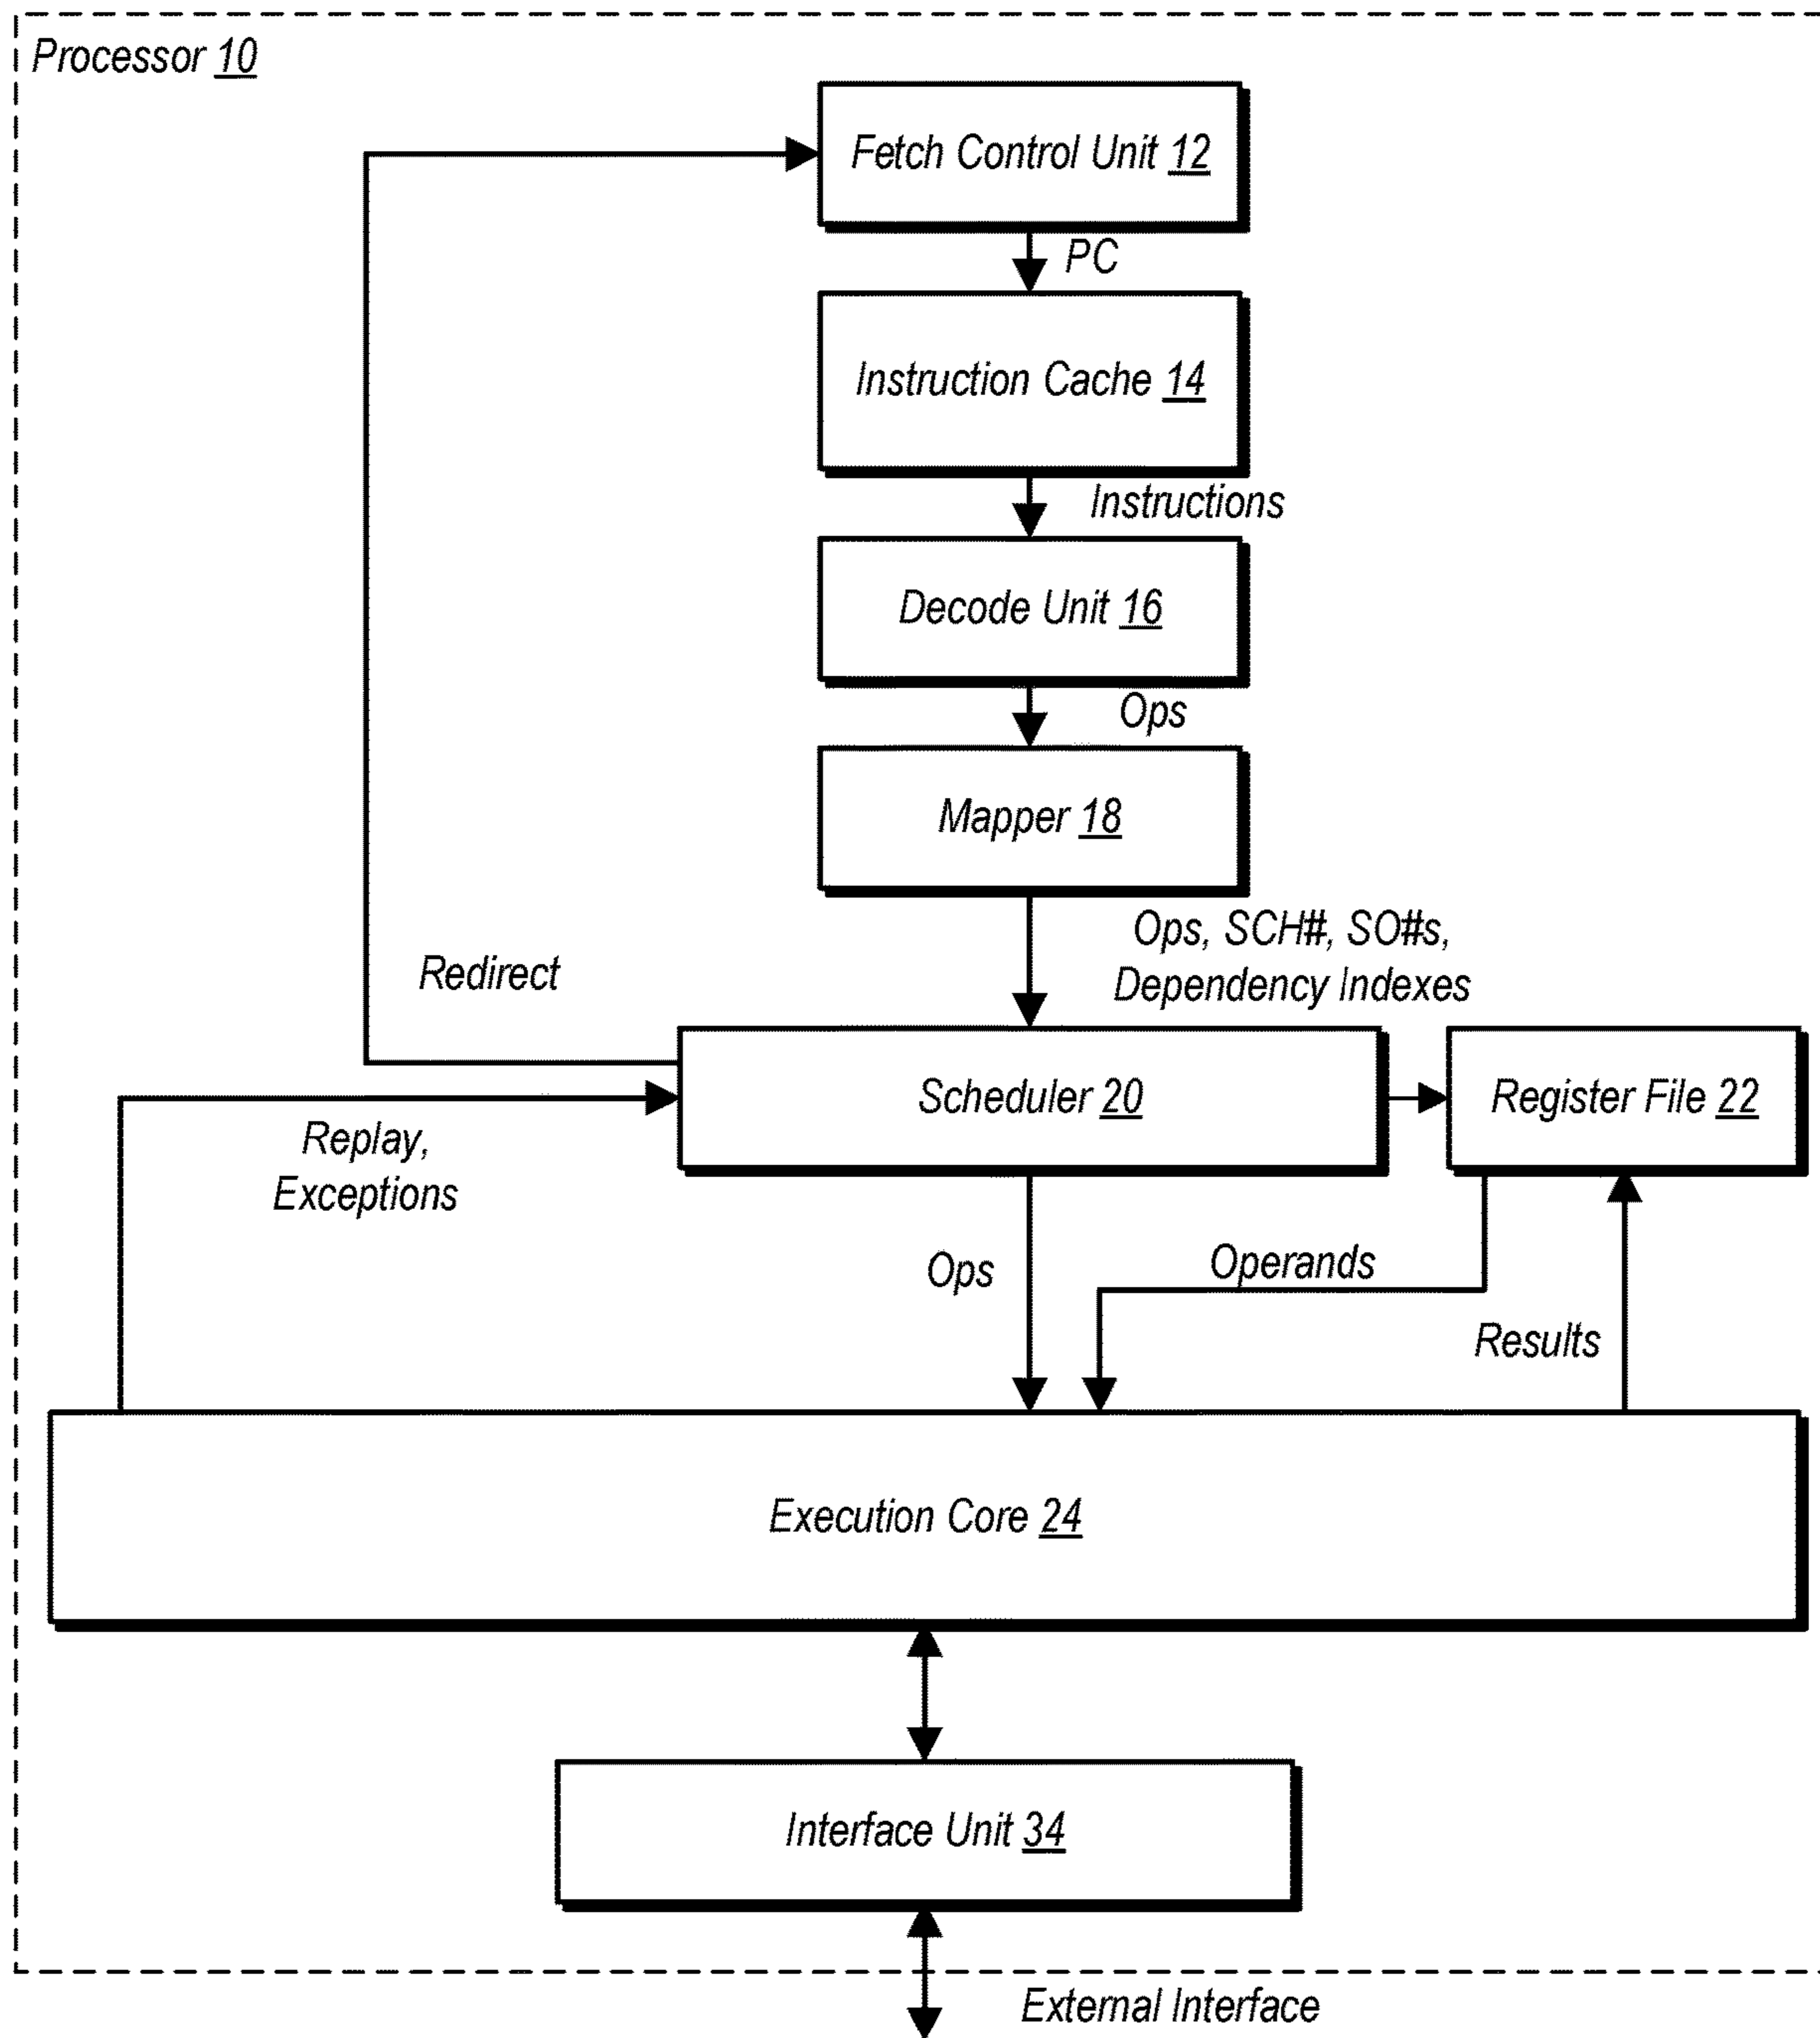 Processor 10
Fetch Control Unit 12
PC
Instruction Cache 14
Instructions
Decode Unit 16
Ops
Mapper 18
Ops, SCH#, SO#s,
Dependency Indexes
Redirect
Scheduler 20
Register File 22
Replay,
Exceptions
Ops
Operands
Results
Execution Core 24
Interface Unit 34
External Interface